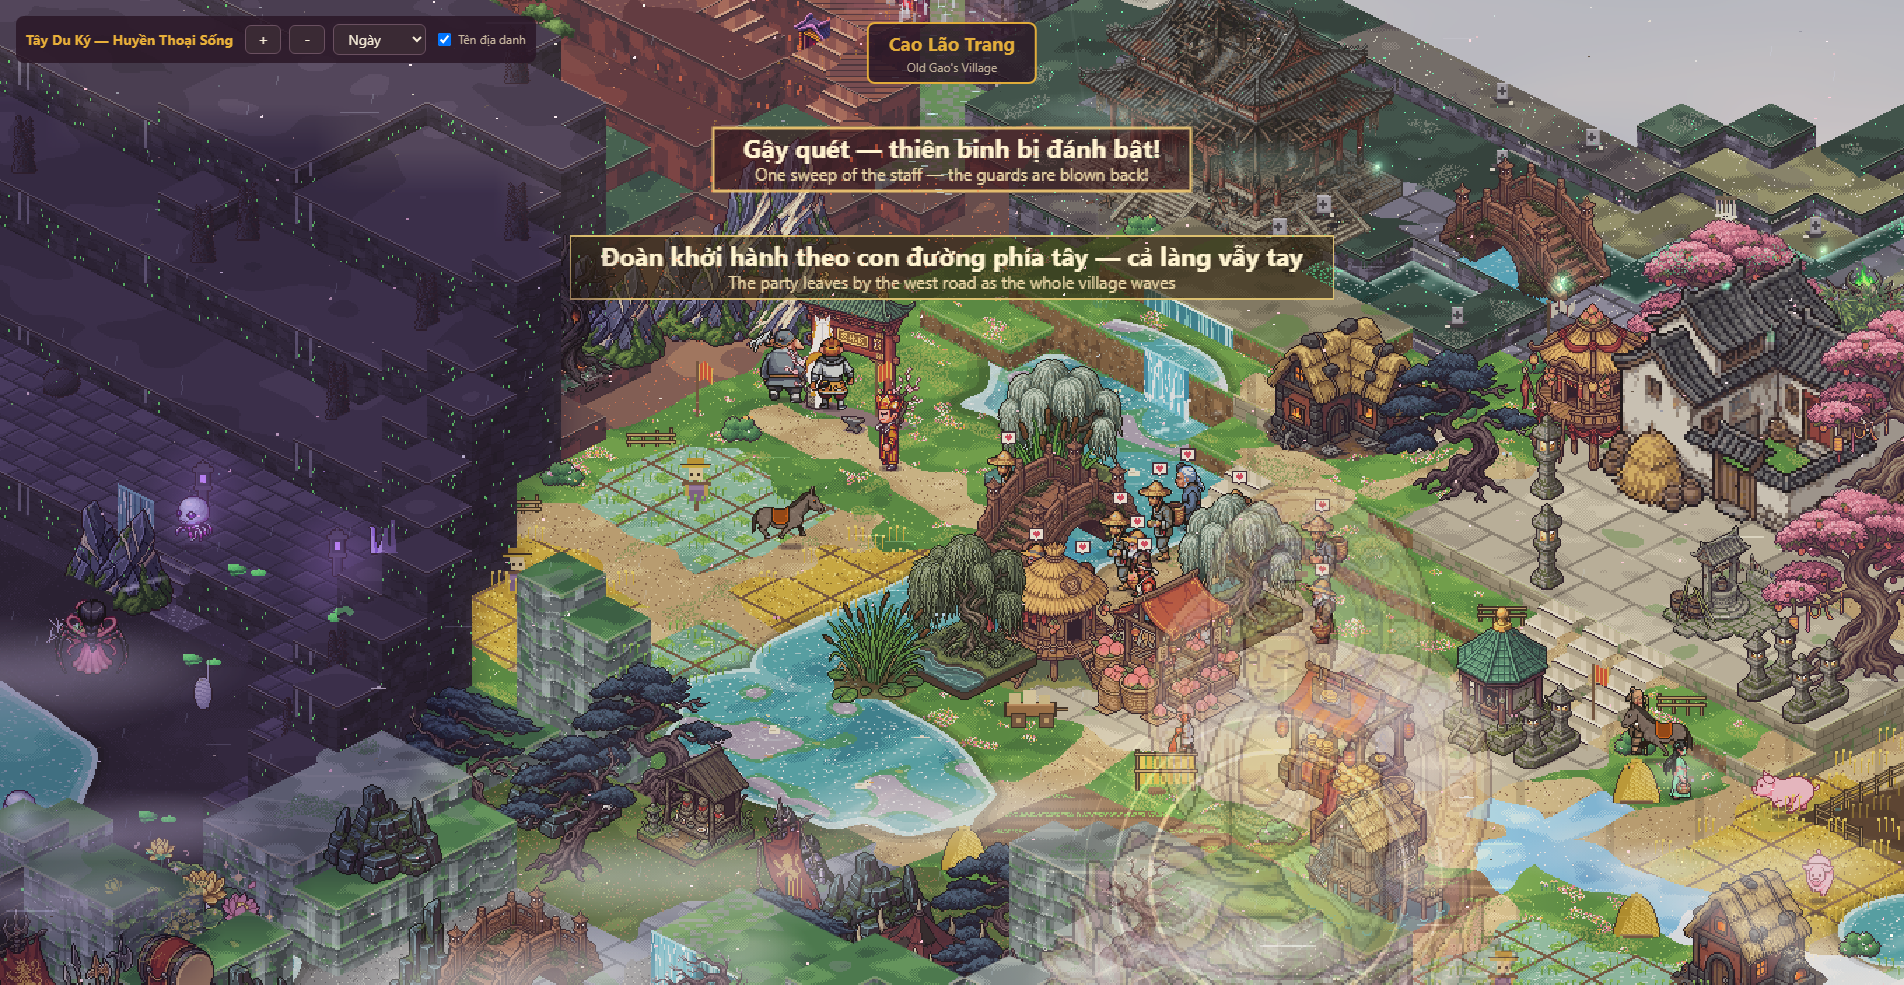 Tây Du Ký — Huyền Thoại Sống
+
-
Ngày
Tên địa danh
Cao Lão Trang
Old Gao's Village
Gậy quét — thiên binh bị đánh bật!
One sweep of the staff — the guards are blown back!
Đoàn khởi hành theo con đường phía tây — cả làng vẫy tay
The party leaves by the west road as the whole village waves